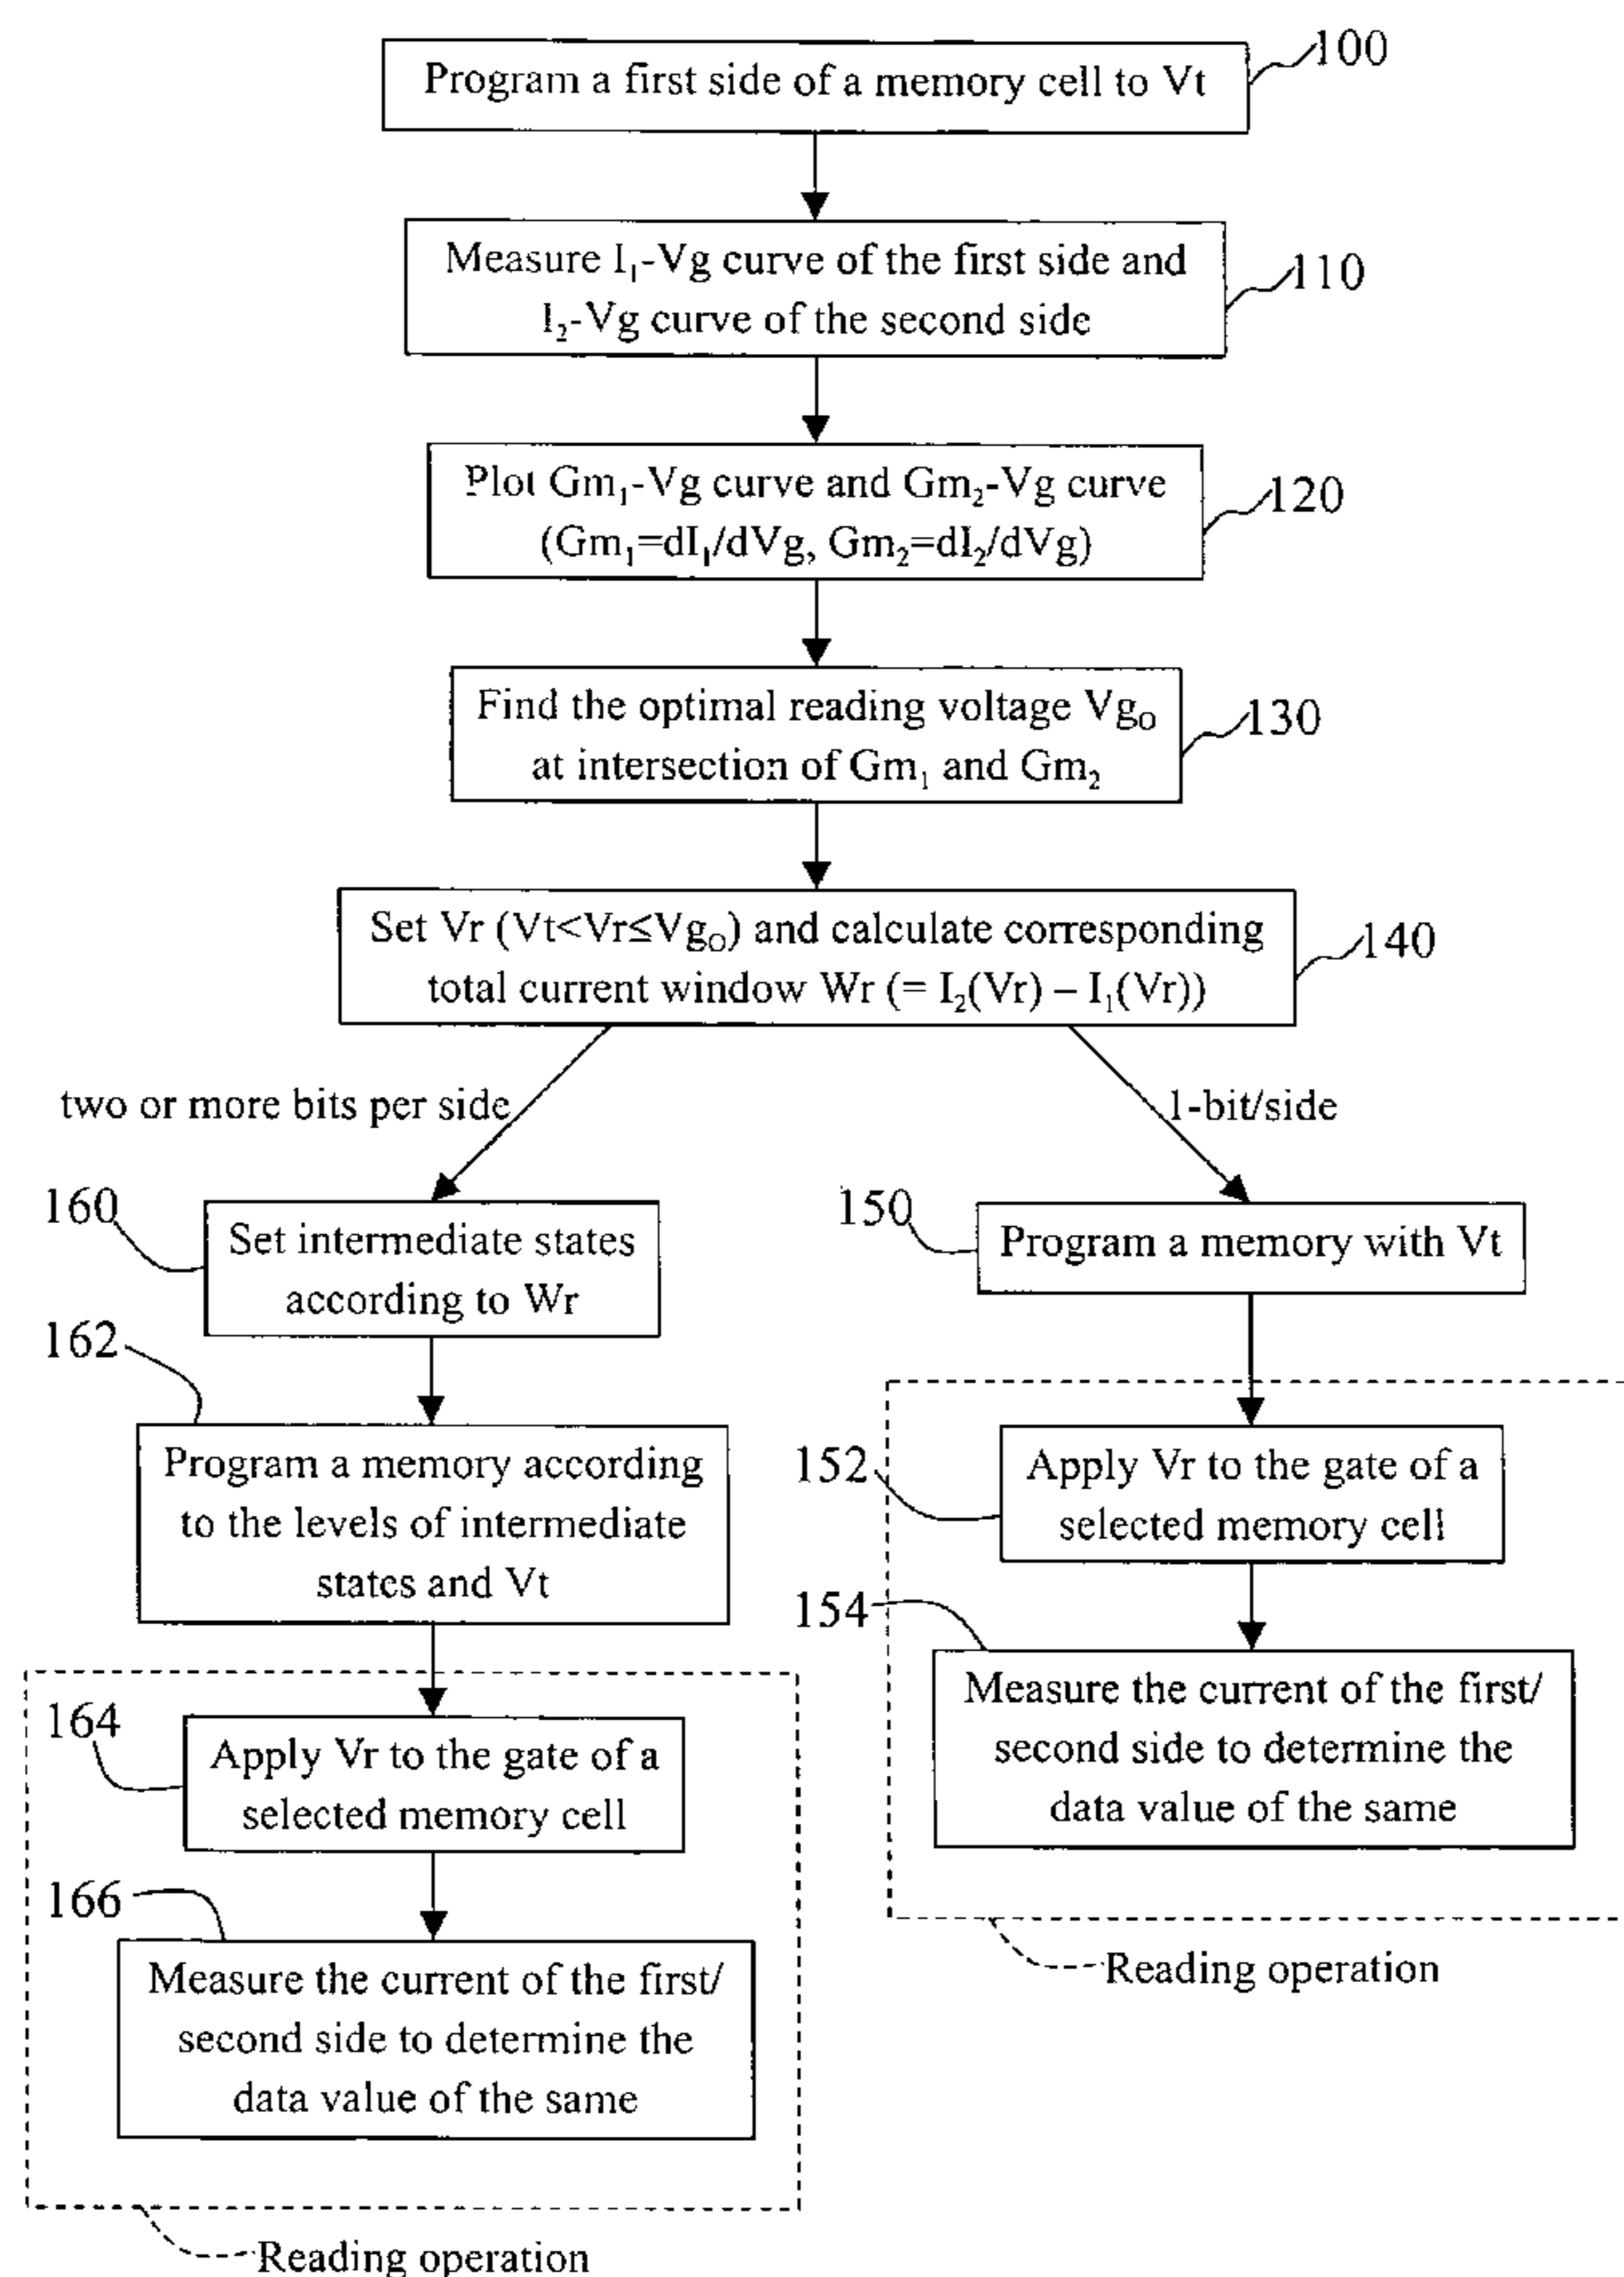 Program a first side of a memory cell to Vt
100
Measure I₁-Vg curve of the first side and
I₂-Vg curve of the second side
110
Plot Gm₁-Vg curve and Gm₂-Vg curve
(Gm₁=dI₁/dVg, Gm₂=dI₂/dVg)
120
Find the optimal reading voltage Vg₀
at intersection of Gm₁ and Gm₂
130
Set Vr (Vt<Vr≤Vg₀) and calculate corresponding
total current window Wr (= I₂(Vr) – I₁(Vr))
140
two or more bits per side
1-bit/side
160
Set intermediate states
according to Wr
150
Program a memory with Vt
162
Program a memory according
to the levels of intermediate
states and Vt
152
Apply Vr to the gate of a
selected memory cell
154
Measure the current of the first/
second side to determine the
data value of the same
Reading operation
164
Apply Vr to the gate of a
selected memory cell
166
Measure the current of the first/
second side to determine the
data value of the same
Reading operation